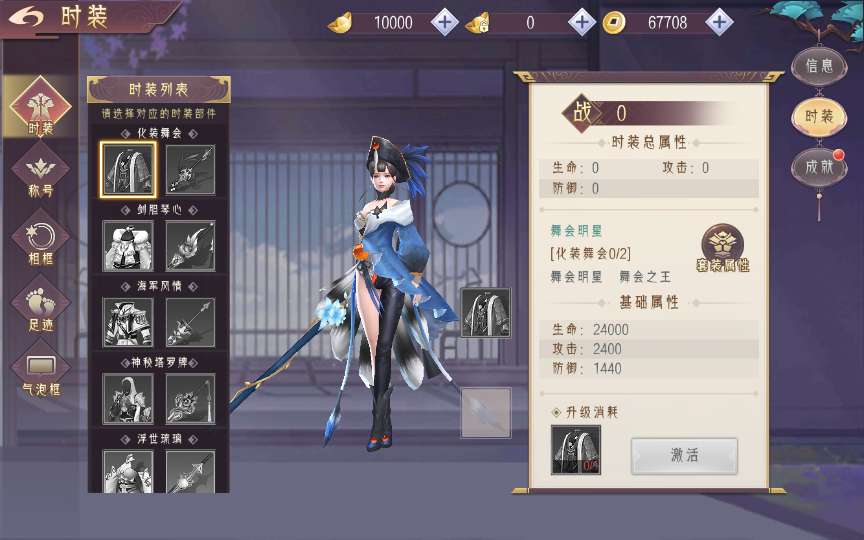 时装
10000
0
67708
信息
时装
成就
时装
称号
相框
足迹
气泡框
时装列表
请选择对应的时装部件
化装舞会
剑胆琴心
海军风情
神秘塔罗牌
浮世琉璃
战 0
时装总属性
生命：0 攻击：0
防御：0
舞会明星
[化装舞会0/2]
舞会明星 舞会之王
套装属性
基础属性
生命：24000
攻击：2400
防御：1440
升级消耗
激活